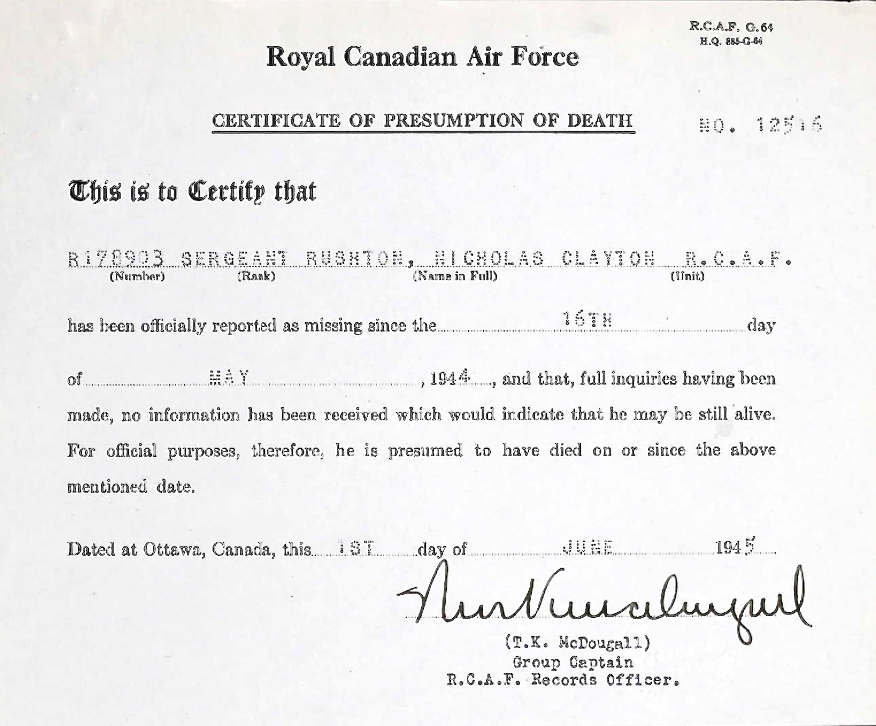 R.C.A.F. G. 64
H.Q. 885-G-64
Royal Canadian Air Force
CERTIFICATE OF PRESUMPTION OF DEATH
NO. 12516
This is to Certify that
R178903 SERGEANT RUSHTON, NICHOLAS CLAYTON R.C.A.F.
(Number) (Rank) (Name in Full) (Unit)
has been officially reported as missing since the 16TH day
of MAY, 1944, and that, full inquiries having been
made, no information has been received which would indicate that he may be still alive.
For official purposes, therefore, he is presumed to have died on or since the above
mentioned date.
Dated at Ottawa, Canada, this 1ST day of JUNE 1945
(T.K. McDougall)
Group Captain
R.C.A.F. Records Officer.